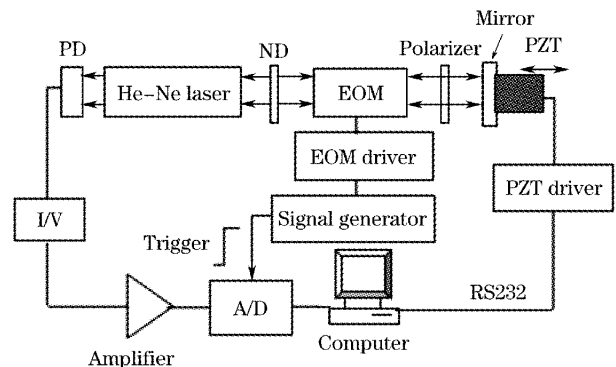 Mirror
PD
ND
Polarizer
PZT
He-Ne laser
EOM
EOM driver
PZT driver
I/V
Signal generator
Trigger
A/D
RS232
Computer
Amplifier